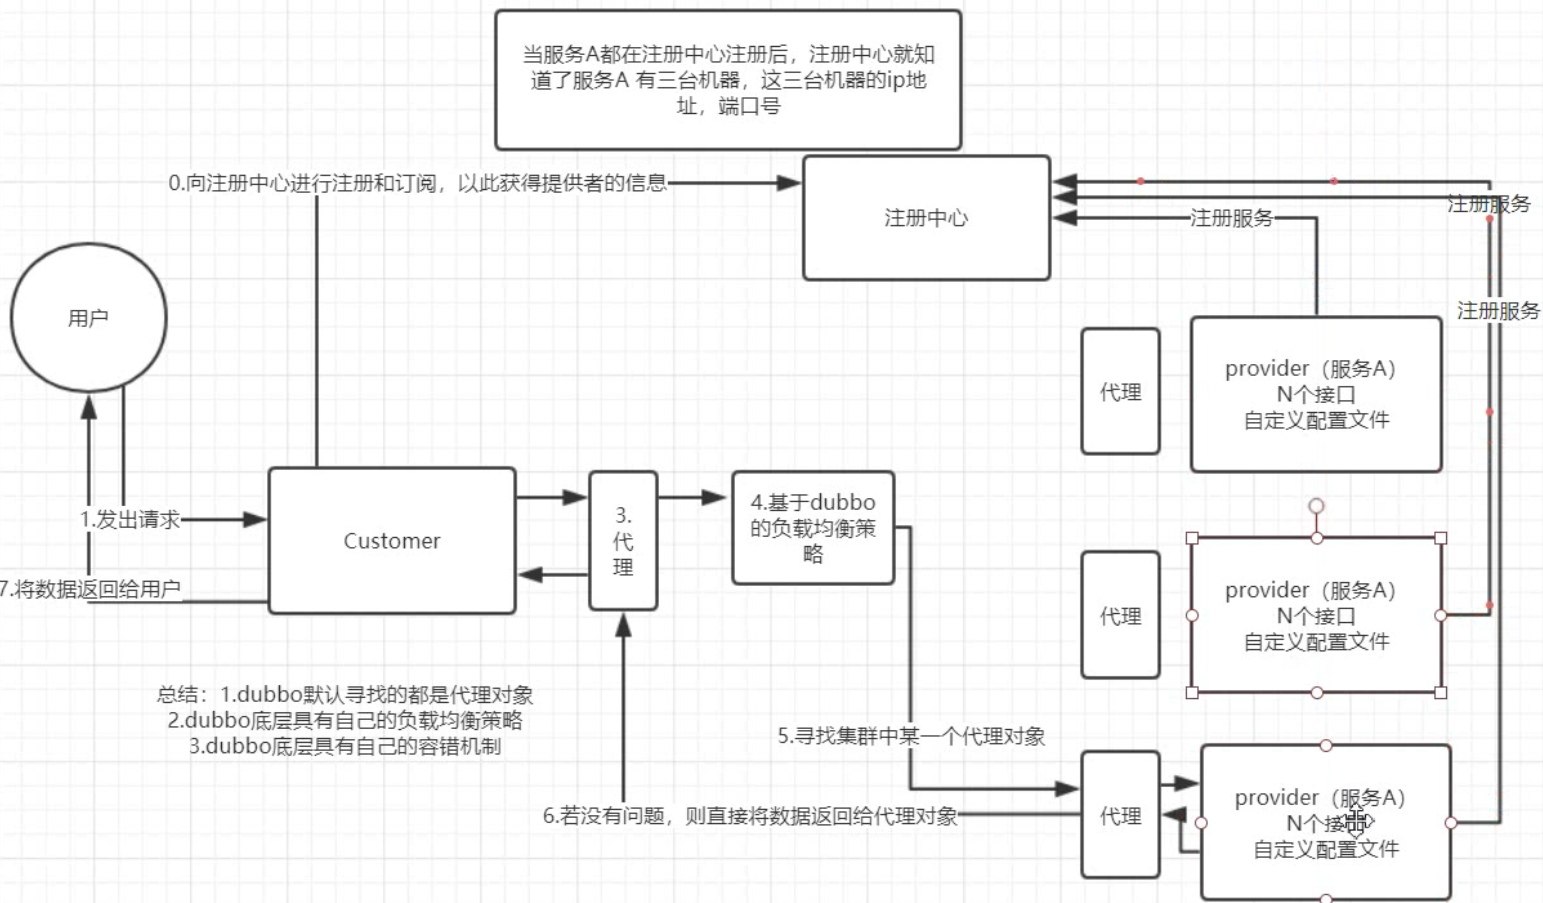 当服务A都在注册中心注册后，注册中心就知
道了服务A 有三台机器，这三台机器的ip地
址，端口号
0.向注册中心进行注册和订阅，以此获得提供者的信息
注册中心
注册服务
注册服务
注册服务
用户
代理
provider（服务A）
N个接口
自定义配置文件
1.发出请求
Customer
3.
代
理
4.基于dubbo
的负载均衡策
略
7.将数据返回给用户
代理
provider（服务A）
N个接口
自定义配置文件
总结：1.dubbo默认寻找的都是代理对象
2.dubbo底层具有自己的负载均衡策略
3.dubbo底层具有自己的容错机制
5.寻找集群中某一个代理对象
6.若没有问题，则直接将数据返回给代理对象
代理
provider（服务A）
N个接口
自定义配置文件